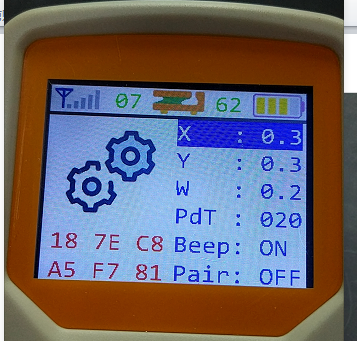 07 62
X : 0.3
Y : 0.3
W : 0.2
PdT : 020
18 7E C8 Beep: ON
A5 F7 81 Pair: OFF